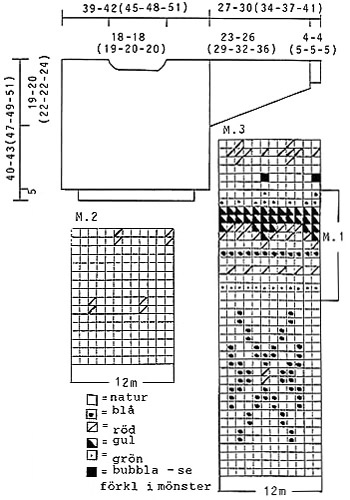 39-42(45-48-51)
27-30(34-37-41)
18-18
(19-20-20)
23-26
(29-32-36)
4-4
(5-5-5)
19-20
(22-22-24)
40-43(47-49-51)
5
M.3
M.1
M.2
12m
= natur
= blå
= röd
= gul
= grön
= bubbla - se
förkl i mönster
12m